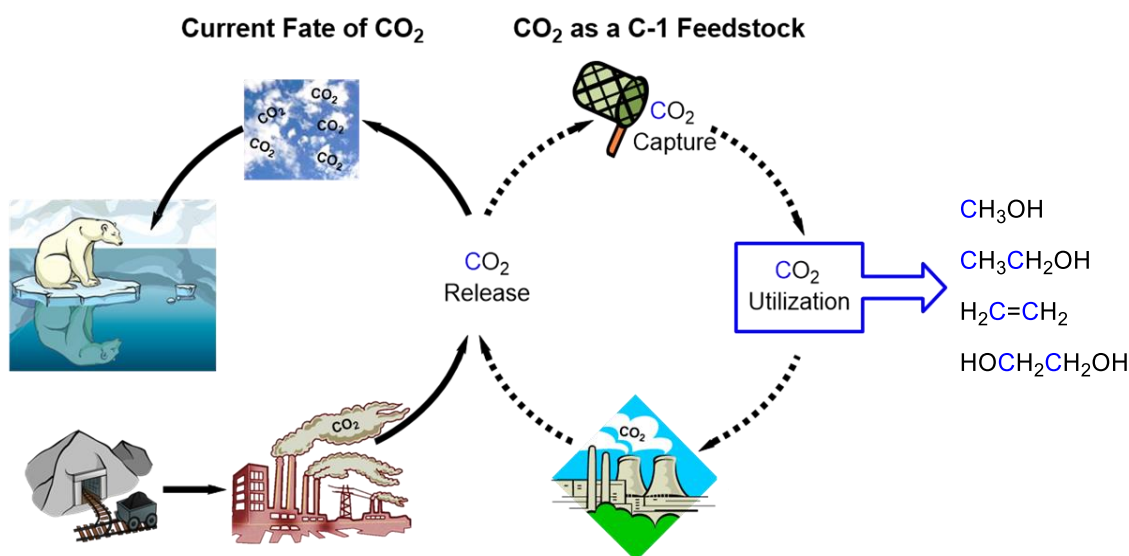 Current Fate of CO₂
CO₂ as a C-1 Feedstock
CO₂
CO₂
CO₂
CO₂
CO₂
CO₂
Capture
CO₂
Release
CO₂
Utilization
CH₃OH
CH₃CH₂OH
H₂C=CH₂
HOCH₂CH₂OH
CO₂
CO₂